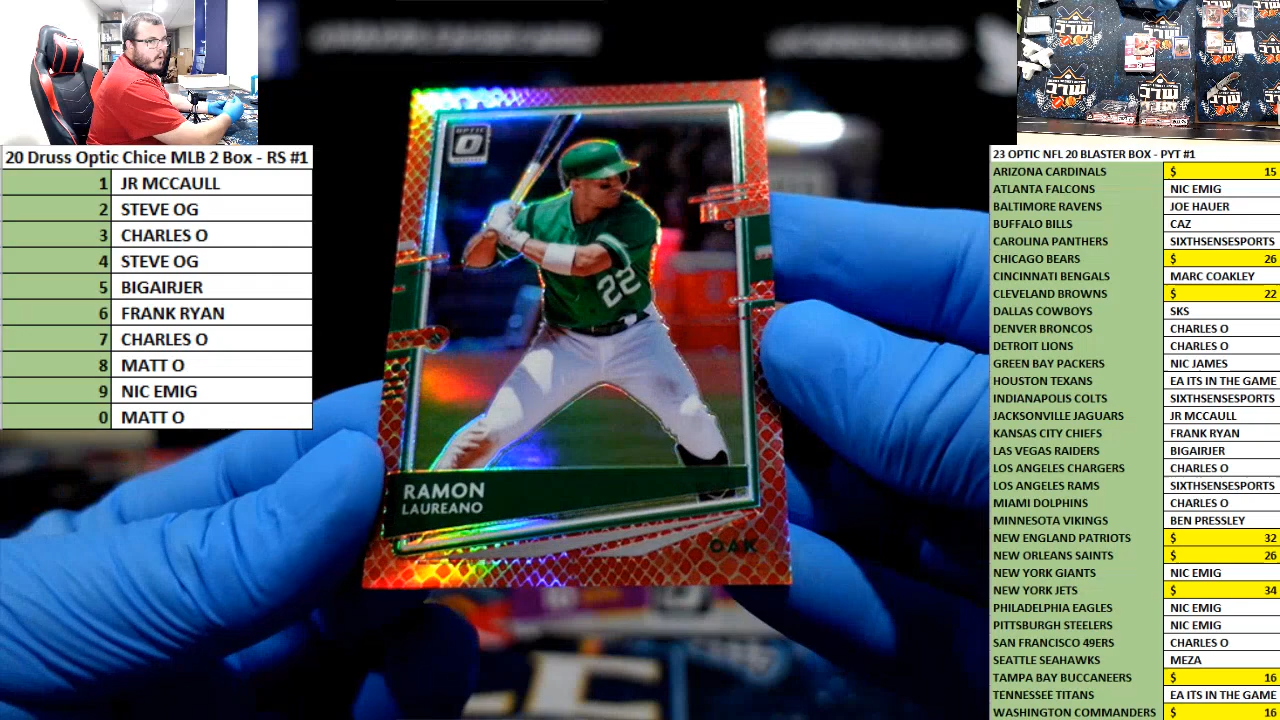 20 Druss Optic Chice MLB 2 Box - RS #1
1 JR MCCAULL
2 STEVE OG
3 CHARLES O
4 STEVE OG
5 BIGAIRJER
6 FRANK RYAN
7 CHARLES O
8 MATT O
9 NIC EMIG
0 MATT O
OPTIC
D
22
RAMON
LAUREANO
OAK
23 OPTIC NFL 20 BLASTER BOX - PYT #1
ARIZONA CARDINALS $ 15
ATLANTA FALCONS NIC EMIG
BALTIMORE RAVENS JOE HAUER
BUFFALO BILLS CAZ
CAROLINA PANTHERS SIXTHSENSESPORTS
CHICAGO BEARS $ 26
CINCINNATI BENGALS MARC COAKLEY
CLEVELAND BROWNS $ 22
DALLAS COWBOYS SKS
DENVER BRONCOS CHARLES O
DETROIT LIONS CHARLES O
GREEN BAY PACKERS NIC JAMES
HOUSTON TEXANS EA ITS IN THE GAME
INDIANAPOLIS COLTS SIXTHSENSESPORTS
JACKSONVILLE JAGUARS JR MCCAULL
KANSAS CITY CHIEFS FRANK RYAN
LAS VEGAS RAIDERS BIGAIRJER
LOS ANGELES CHARGERS CHARLES O
LOS ANGELES RAMS SIXTHSENSESPORTS
MIAMI DOLPHINS CHARLES O
MINNESOTA VIKINGS BEN PRESSLEY
NEW ENGLAND PATRIOTS $ 32
NEW ORLEANS SAINTS $ 26
NEW YORK GIANTS NIC EMIG
NEW YORK JETS $ 34
PHILADELPHIA EAGLES NIC EMIG
PITTSBURGH STEELERS NIC EMIG
SAN FRANCISCO 49ERS CHARLES O
SEATTLE SEAHAWKS MEZA
TAMPA BAY BUCCANEERS $ 16
TENNESSEE TITANS EA ITS IN THE GAME
WASHINGTON COMMANDERS $ 16